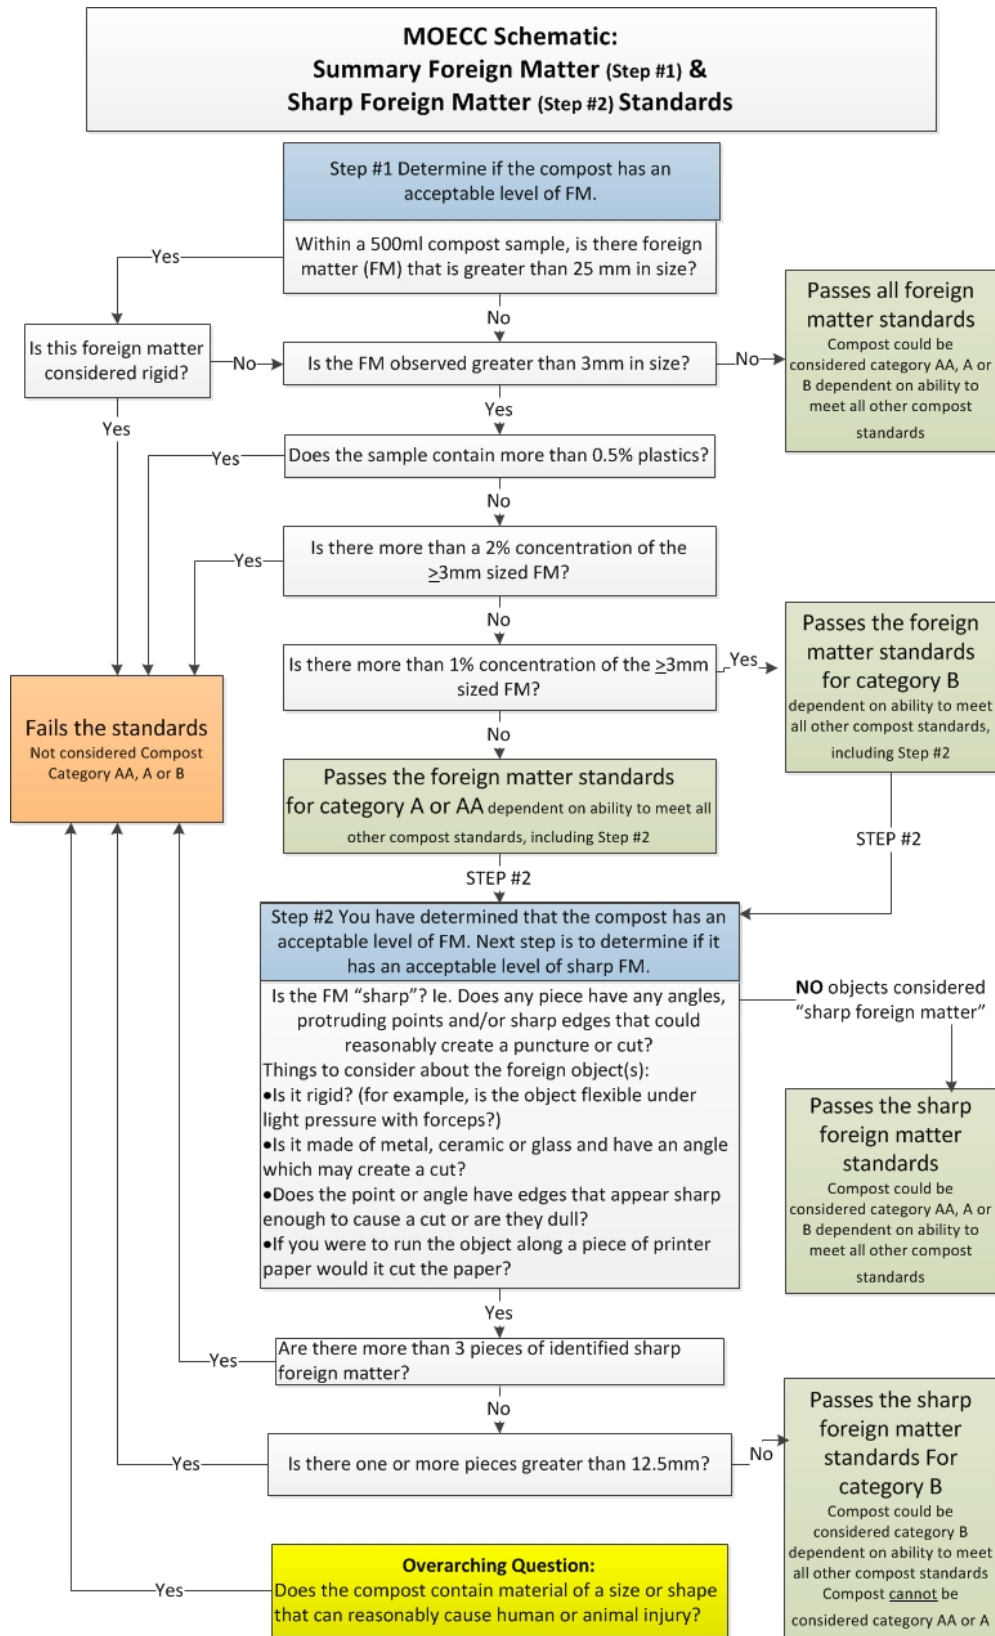 MOECC Schematic:
Summary Foreign Matter (Step #1) &
Sharp Foreign Matter (Step #2) Standards
Step #1 Determine if the compost has an
acceptable level of FM.
Within a 500ml compost sample, is there foreign
matter (FM) that is greater than 25 mm in size?
Yes
No
Is this foreign matter
considered rigid?
No
Is the FM observed greater than 3mm in size?
No
Passes all foreign
matter standards
Compost could be
considered category AA, A or
B dependent on ability to
meet all other compost
standards
Yes
Yes
Does the sample contain more than 0.5% plastics?
Yes
No
Is there more than a 2% concentration of the
≥3mm sized FM?
Yes
No
Is there more than 1% concentration of the ≥3mm
sized FM?
Yes
Passes the foreign
matter standards
for category B
dependent on ability to meet
all other compost standards,
including Step #2
No
Fails the standards
Not considered Compost
Category AA, A or B
Passes the foreign matter standards
for category A or AA dependent on ability to meet all
other compost standards, including Step #2
STEP #2
STEP #2
Step #2 You have determined that the compost has an
acceptable level of FM. Next step is to determine if it
has an acceptable level of sharp FM.
Is the FM “sharp”? Ie. Does any piece have any angles,
protruding points and/or sharp edges that could
reasonably create a puncture or cut?
Things to consider about the foreign object(s):
•Is it rigid? (for example, is the object flexible under
light pressure with forceps?)
•Is it made of metal, ceramic or glass and have an angle
which may create a cut?
•Does the point or angle have edges that appear sharp
enough to cause a cut or are they dull?
•If you were to run the object along a piece of printer
paper would it cut the paper?
NO objects considered
“sharp foreign matter”
Passes the sharp
foreign matter
standards
Compost could be
considered category AA, A or
B dependent on ability to
meet all other compost
standards
Yes
Are there more than 3 pieces of identified sharp
foreign matter?
Yes
No
Is there one or more pieces greater than 12.5mm?
Yes
No
Passes the sharp
foreign matter
standards For
category B
Compost could be
considered category B
dependent on ability to meet
all other compost standards
Compost cannot be
considered category AA or A
Overarching Question:
Does the compost contain material of a size or shape
that can reasonably cause human or animal injury?
Yes